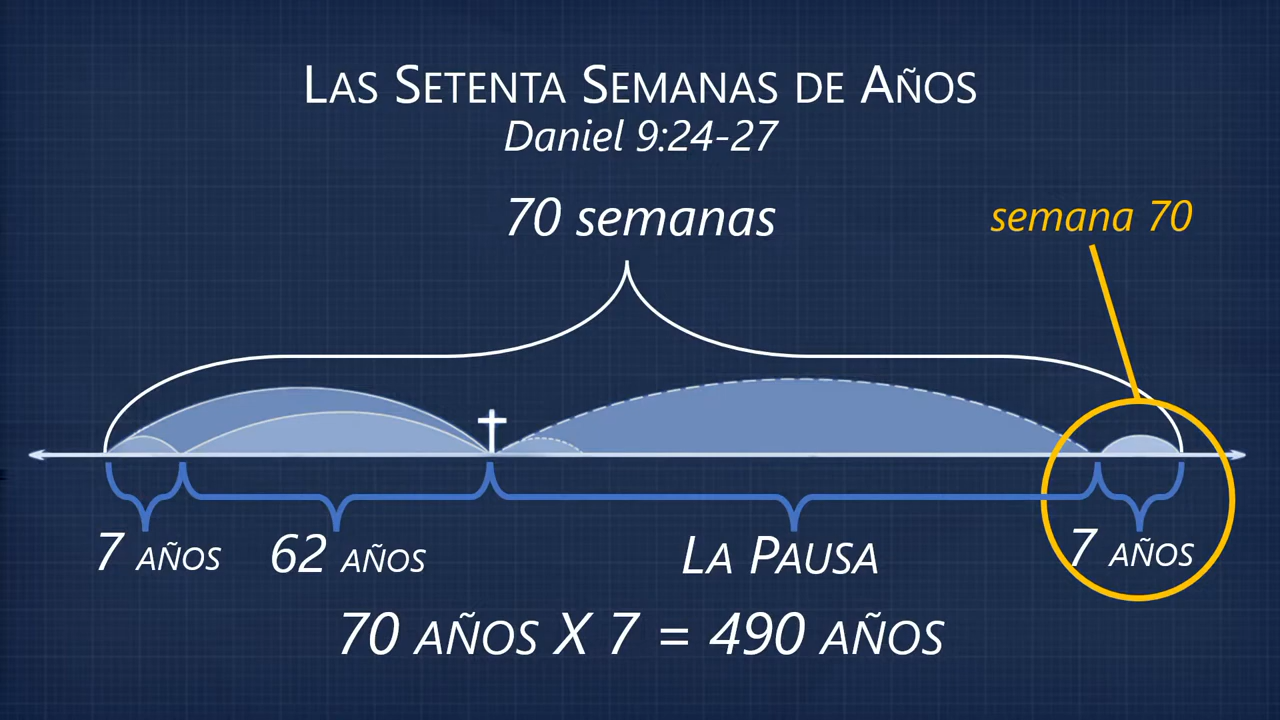 Las Setenta Semanas de Años
Daniel 9:24-27
70 semanas
semana 70
7 años
62 años
La Pausa
7 años
70 años X 7 = 490 años